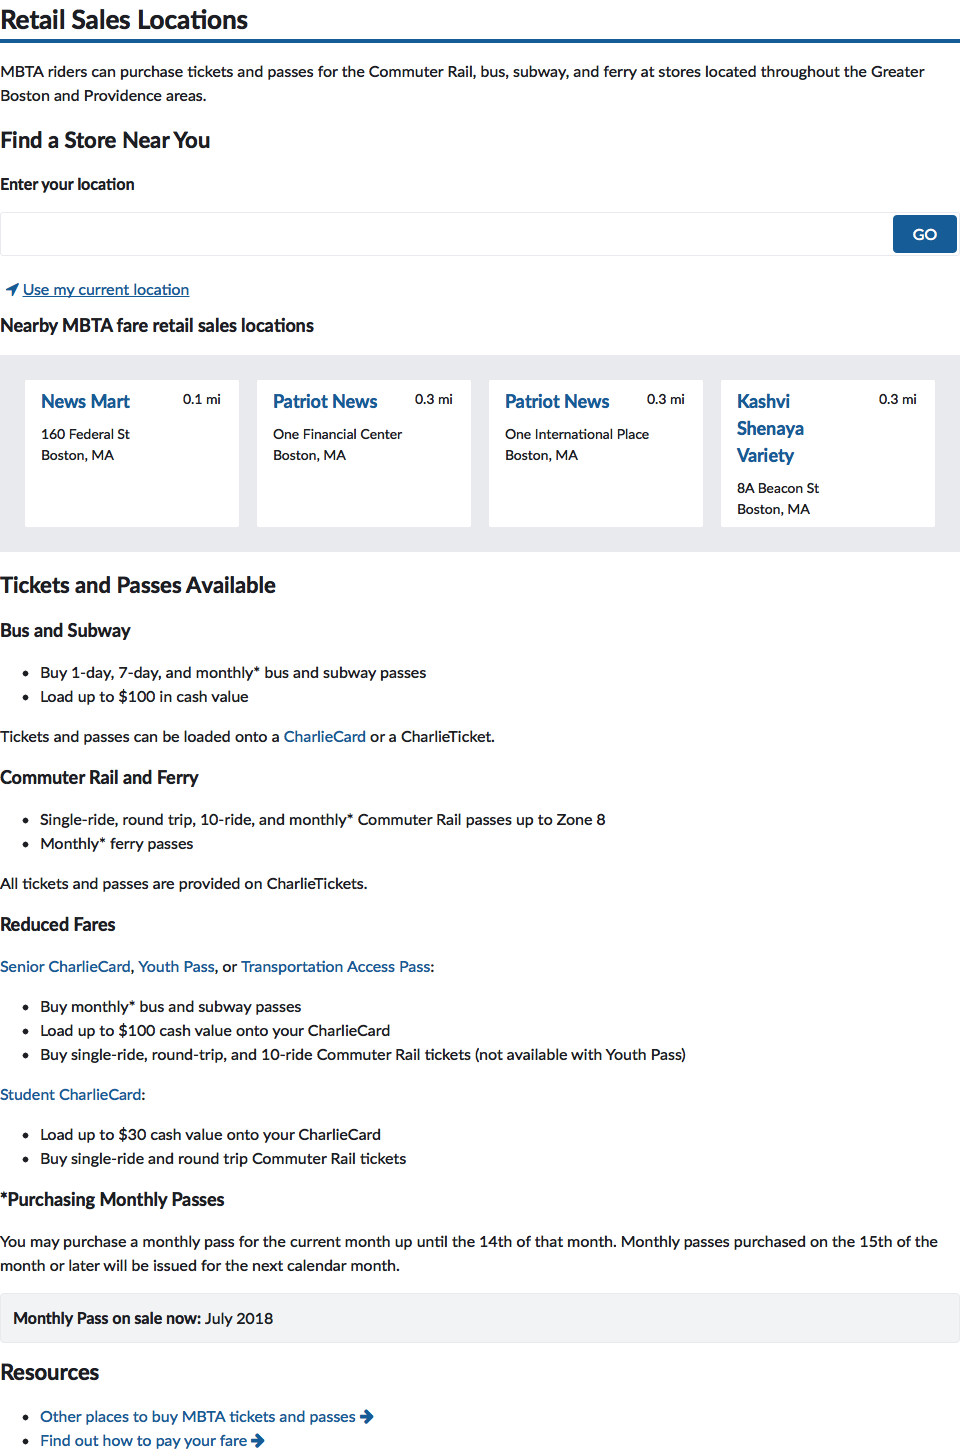 Retail Sales Locations
MBTA riders can purchase tickets and passes for the Commuter Rail, bus, subway, and ferry at stores located throughout the Greater
Boston and Providence areas.
Find a Store Near You
Enter your location
GO
Use my current location
Nearby MBTA fare retail sales locations
News Mart 0.1 mi
160 Federal St
Boston, MA
Patriot News 0.3 mi
One Financial Center
Boston, MA
Patriot News 0.3 mi
One International Place
Boston, MA
Kashvi 0.3 mi
Shenaya
Variety
8A Beacon St
Boston, MA
Tickets and Passes Available
Bus and Subway
• Buy 1-day, 7-day, and monthly* bus and subway passes
• Load up to $100 in cash value
Tickets and passes can be loaded onto a CharlieCard or a CharlieTicket.
Commuter Rail and Ferry
• Single-ride, round trip, 10-ride, and monthly* Commuter Rail passes up to Zone 8
• Monthly* ferry passes
All tickets and passes are provided on CharlieTickets.
Reduced Fares
Senior CharlieCard, Youth Pass, or Transportation Access Pass:
• Buy monthly* bus and subway passes
• Load up to $100 cash value onto your CharlieCard
• Buy single-ride, round-trip, and 10-ride Commuter Rail tickets (not available with Youth Pass)
Student CharlieCard:
• Load up to $30 cash value onto your CharlieCard
• Buy single-ride and round trip Commuter Rail tickets
*Purchasing Monthly Passes
You may purchase a monthly pass for the current month up until the 14th of that month. Monthly passes purchased on the 15th of the
month or later will be issued for the next calendar month.
Monthly Pass on sale now: July 2018
Resources
• Other places to buy MBTA tickets and passes
• Find out how to pay your fare